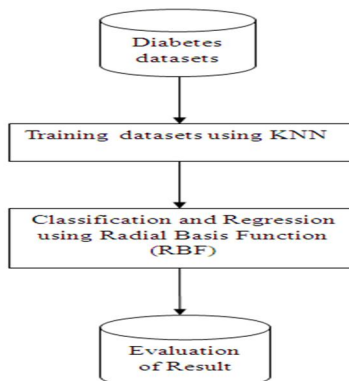 Diabetes
datasets
Training datasets using KNN
Classification and Regression
using Radial Basis Function
(RBF)
Evaluation
of Result